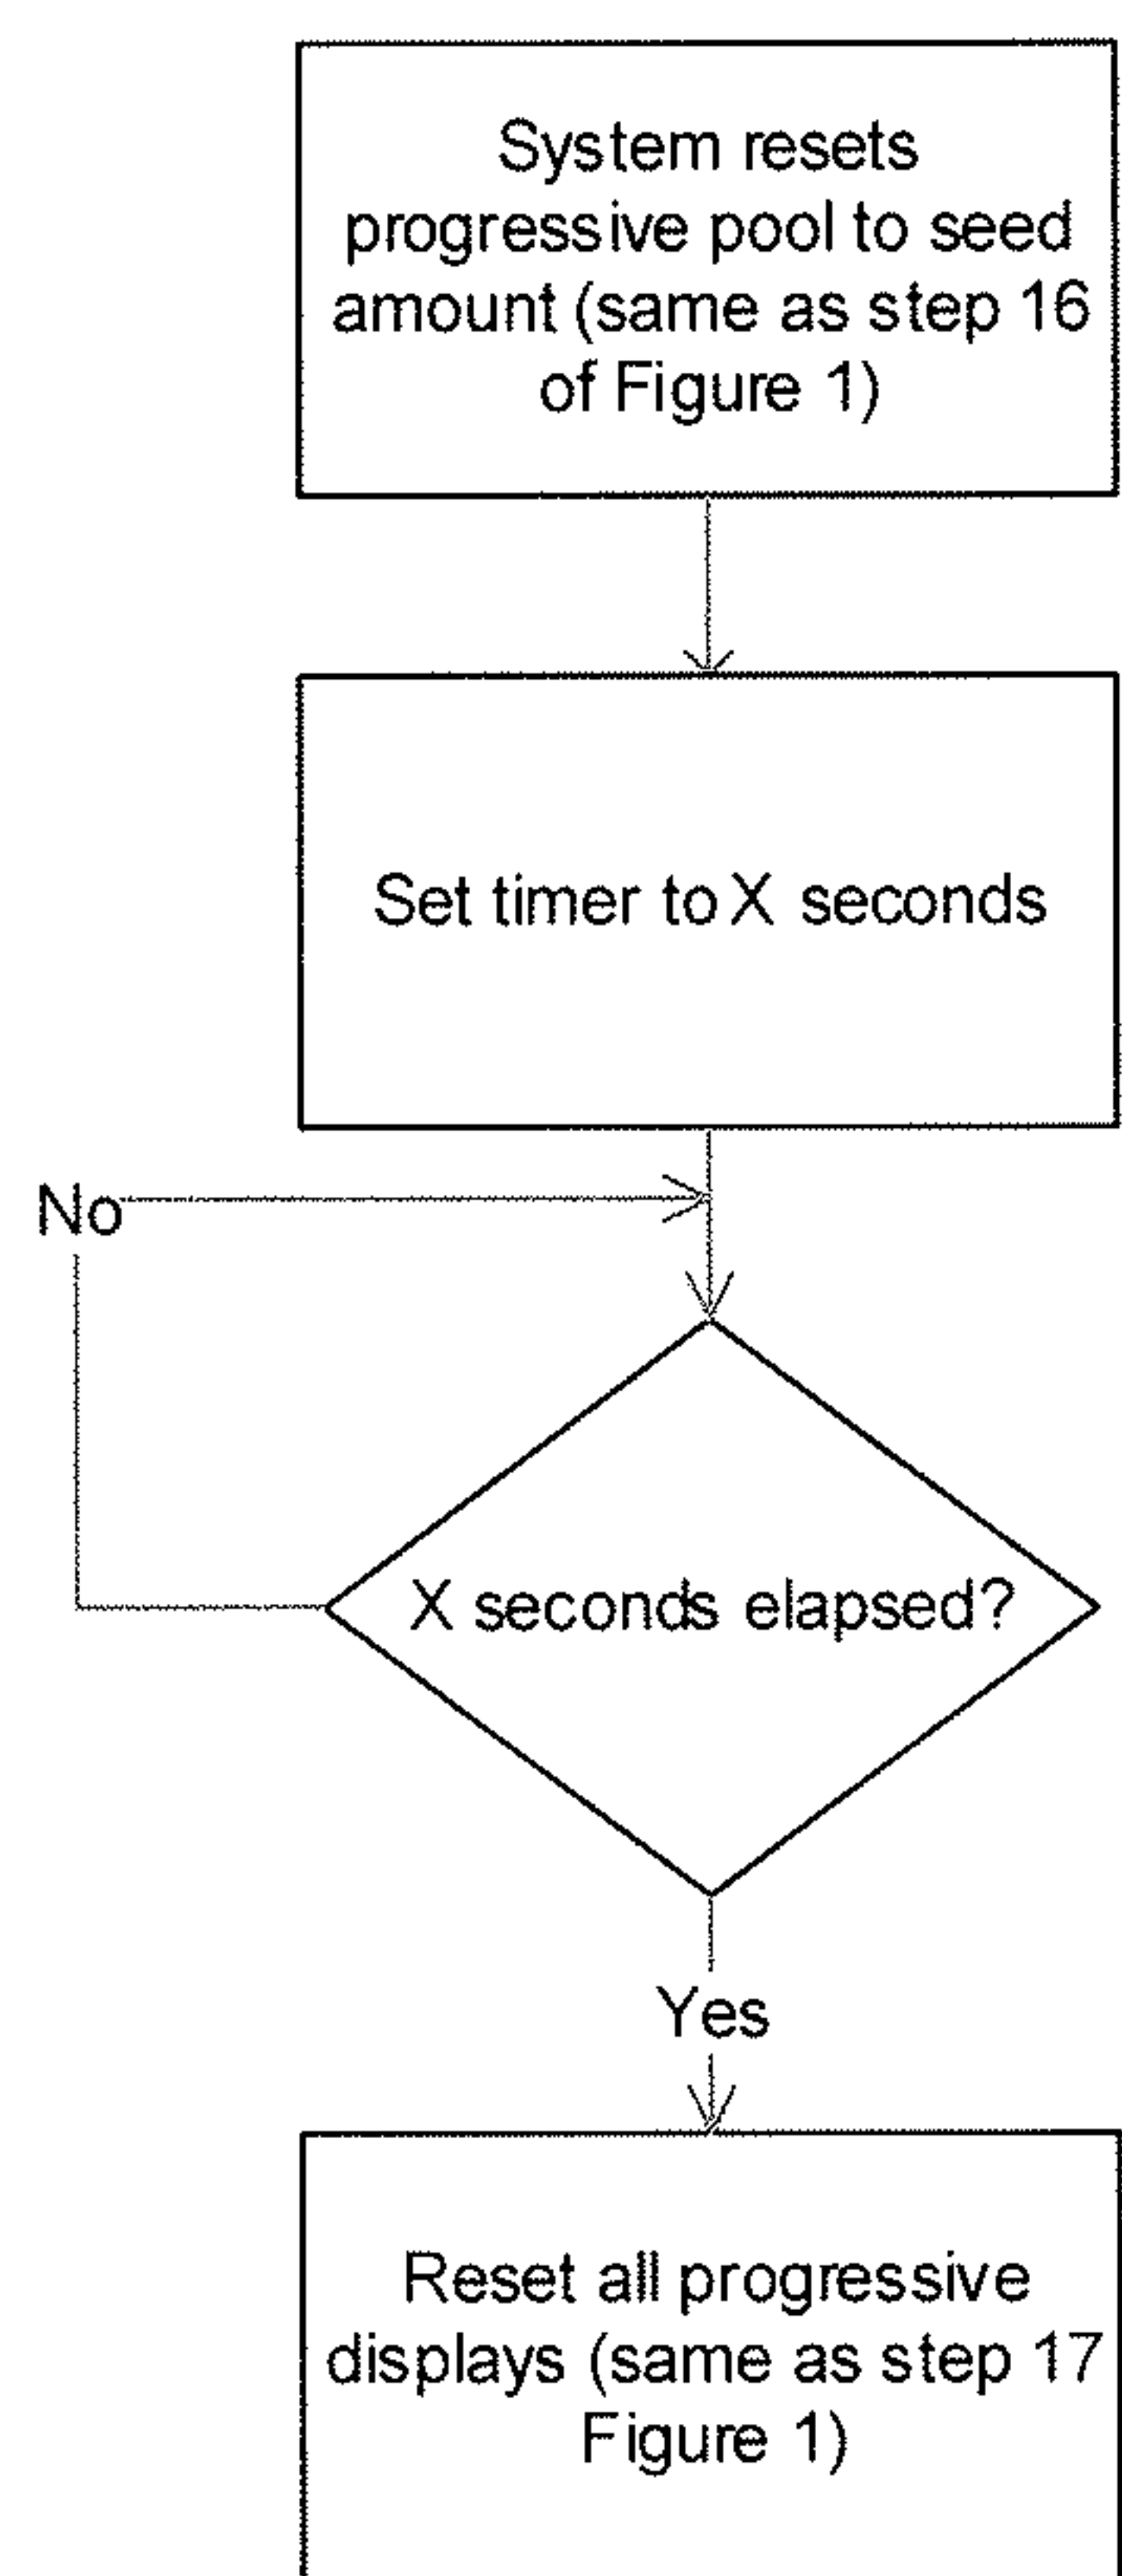 System resets
progressive pool to seed
amount (same as step 16
of Figure 1)
Set timer to X seconds
No
X seconds elapsed?
Yes
Reset all progressive
displays (same as step 17
Figure 1)